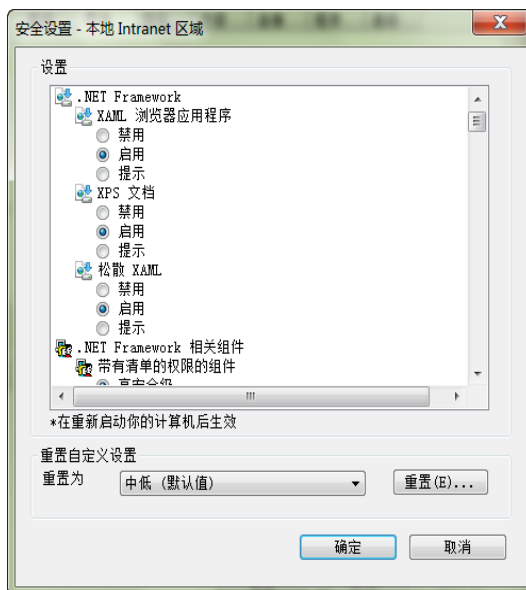 安全设置 - 本地 Intranet 区域
设置
.NET Framework
XAML 浏览器应用程序
禁用
启用
提示
XPS 文档
禁用
启用
提示
松散 XAML
禁用
启用
提示
.NET Framework 相关组件
带有清单的权限的组件
高安全级
*在重新启动你的计算机后生效
重置自定义设置
重置为 中低 (默认值) 重置(E)...
确定 取消